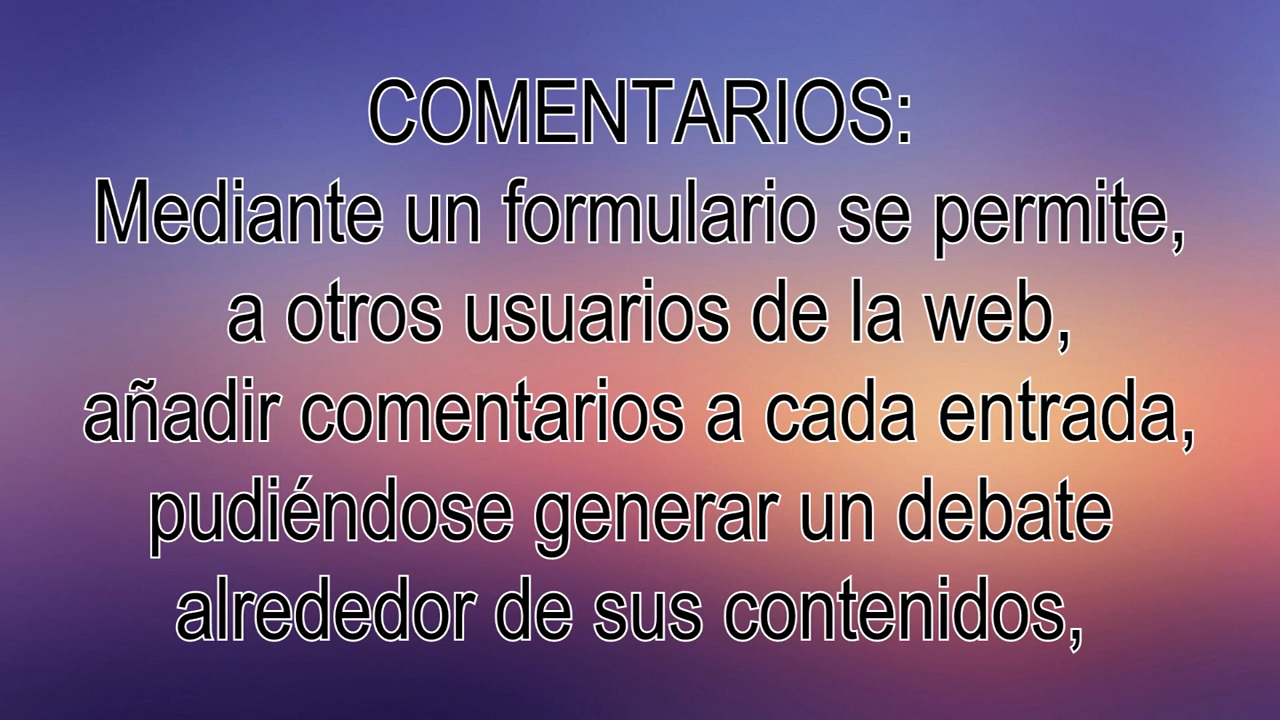 COMENTARIOS:
Mediante un formulario se permite,
a otros usuarios de la web,
añadir comentarios a cada entrada,
pudiéndose generar un debate
alrededor de sus contenidos,